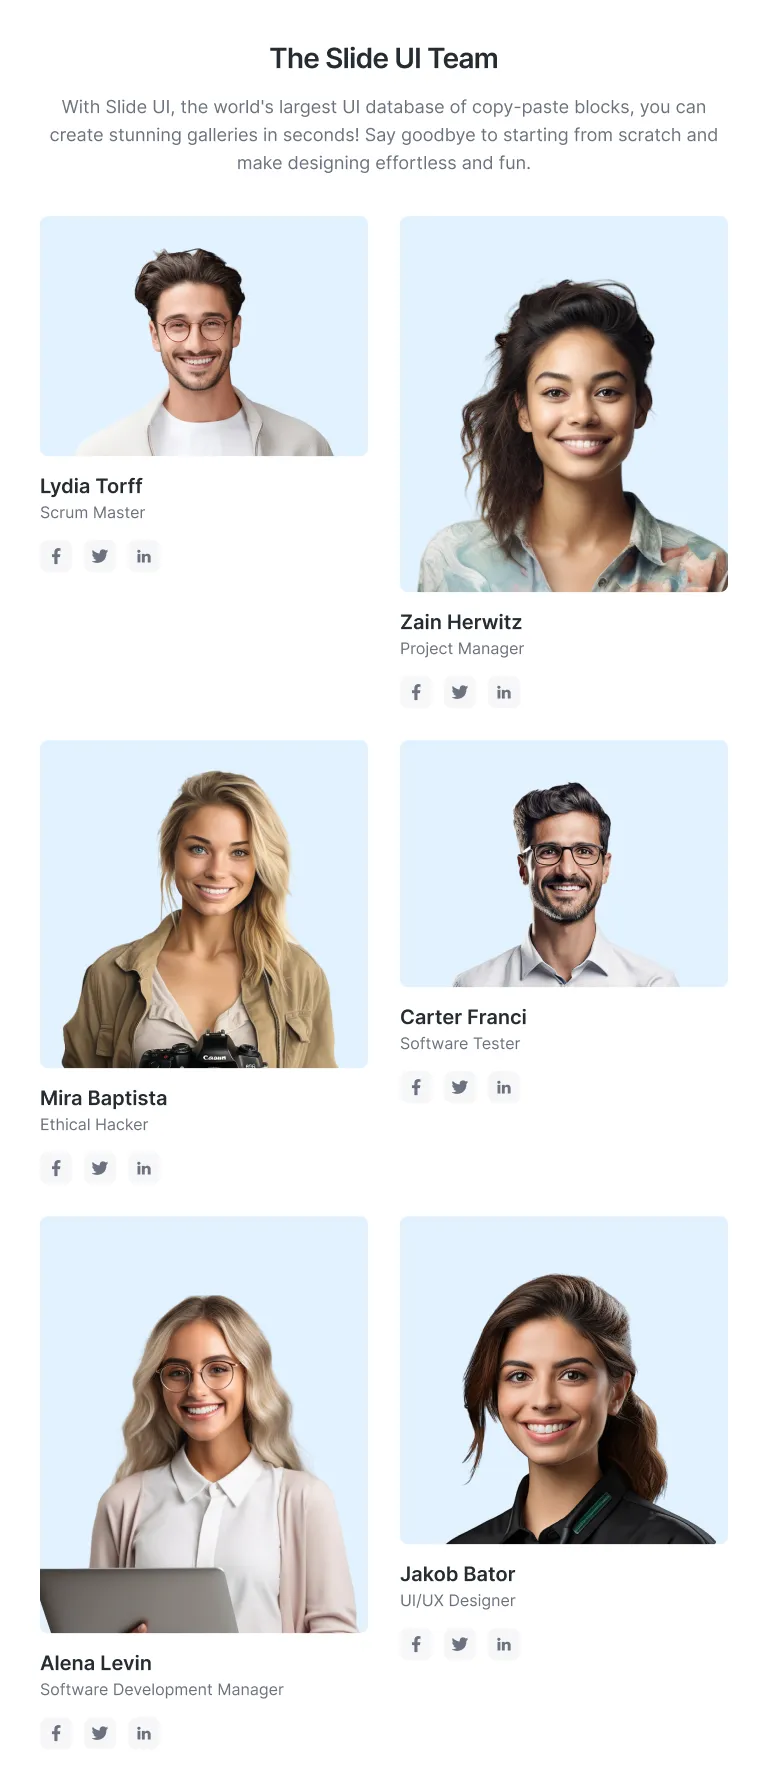 The Slide UI Team
With Slide UI, the world's largest UI database of copy-paste blocks, you can
create stunning galleries in seconds! Say goodbye to starting from scratch and
make designing effortless and fun.
Lydia Torff
Scrum Master
in
Zain Herwitz
Project Manager
in
Canon
Mira Baptista
Ethical Hacker
in
Carter Franci
Software Tester
in
Alena Levin
Software Development Manager
in
Jakob Bator
UI/UX Designer
in